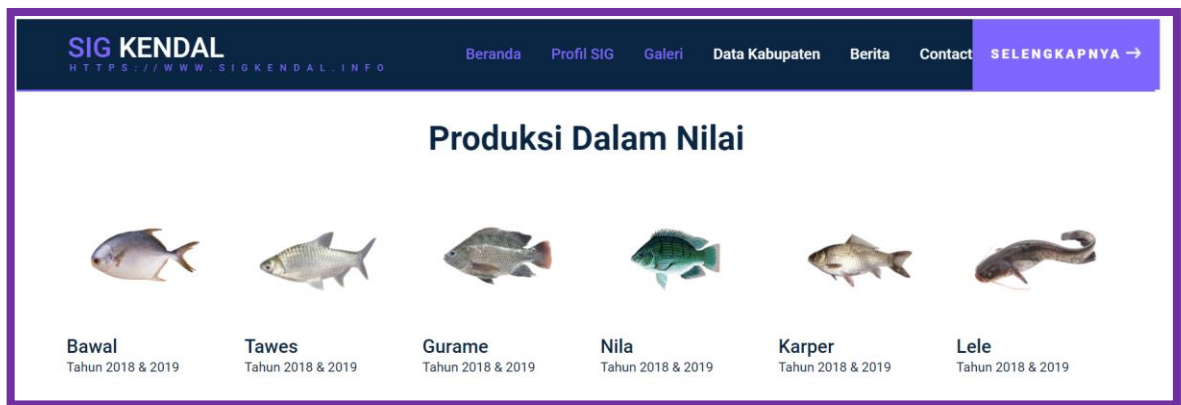 SIG KENDAL
HTTPS://WWW.SIGKENDAL.INFO
Beranda Profil SIG Galeri Data Kabupaten Berita Contact SELENGKAPNYA →
Produksi Dalam Nilai
Bawal
Tahun 2018 & 2019
Tawes
Tahun 2018 & 2019
Gurame
Tahun 2018 & 2019
Nila
Tahun 2018 & 2019
Karper
Tahun 2018 & 2019
Lele
Tahun 2018 & 2019